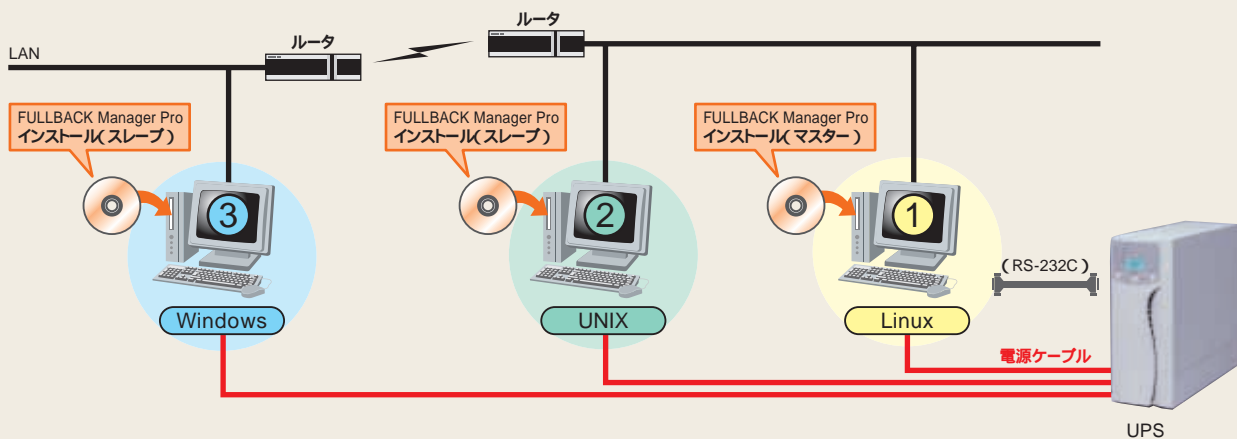 ルータ
ルータ
LAN
FULLBACK Manager Pro
インストール(スレーブ)
FULLBACK Manager Pro
インストール(スレーブ)
FULLBACK Manager Pro
インストール(マスター)
3
2
1
(RS-232C)
Windows
UNIX
Linux
電源ケーブル
UPS